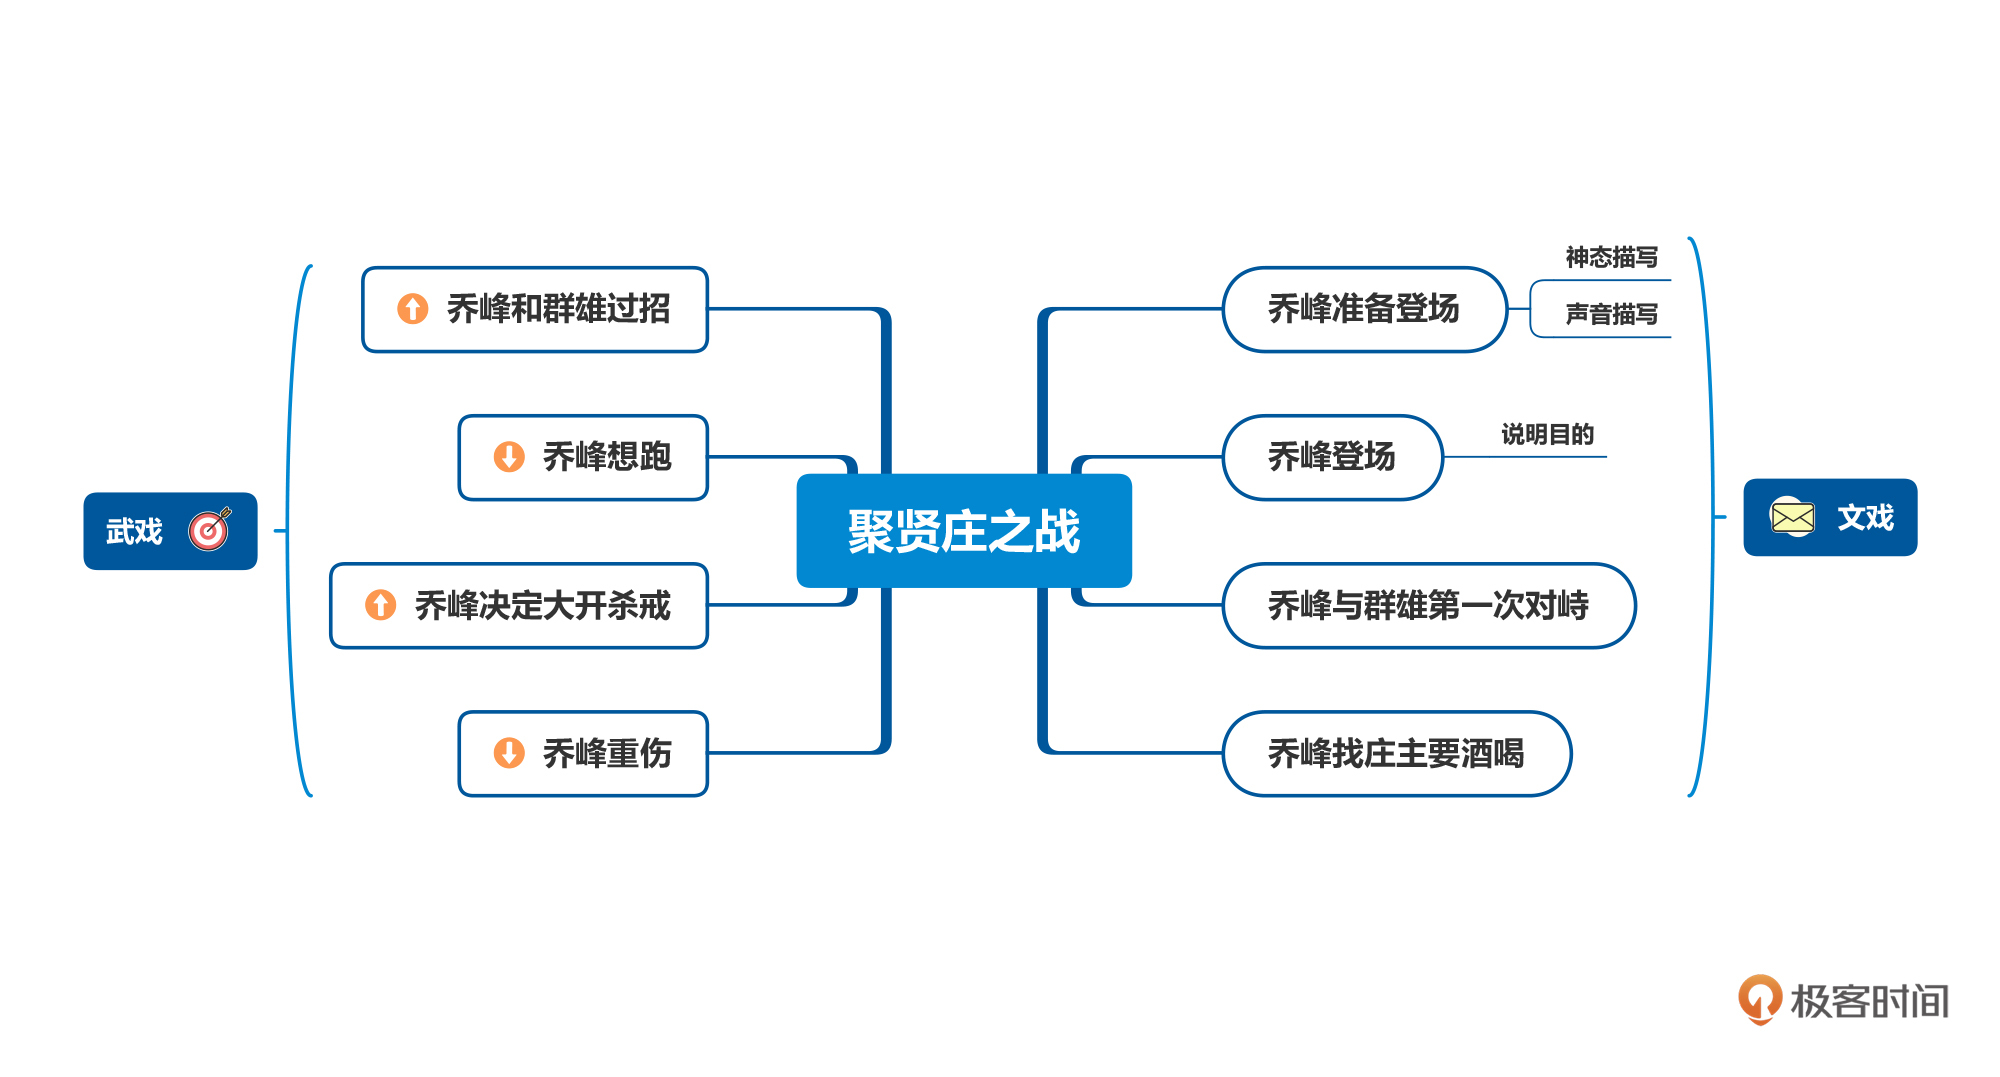 聚贤庄之战
文戏
乔峰准备登场
神态描写
声音描写
乔峰登场
说明目的
乔峰与群雄第一次对峙
乔峰找庄主要酒喝
武戏
乔峰和群雄过招
乔峰想跑
乔峰决定大开杀戒
乔峰重伤
极客时间